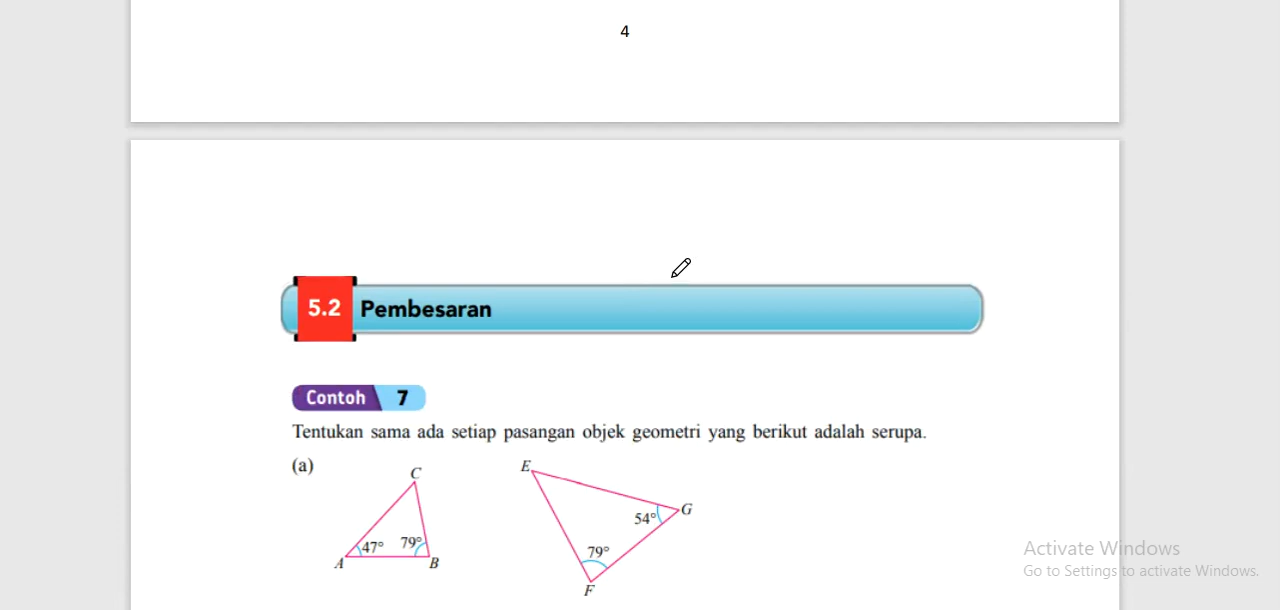 4
5.2 Pembesaran
Contoh 7
Tentukan sama ada setiap pasangan objek geometri yang berikut adalah serupa.
(a)
C
A
47°
79°
B
E
G
54°
79°
F
Activate Windows
Go to Settings to activate Windows.